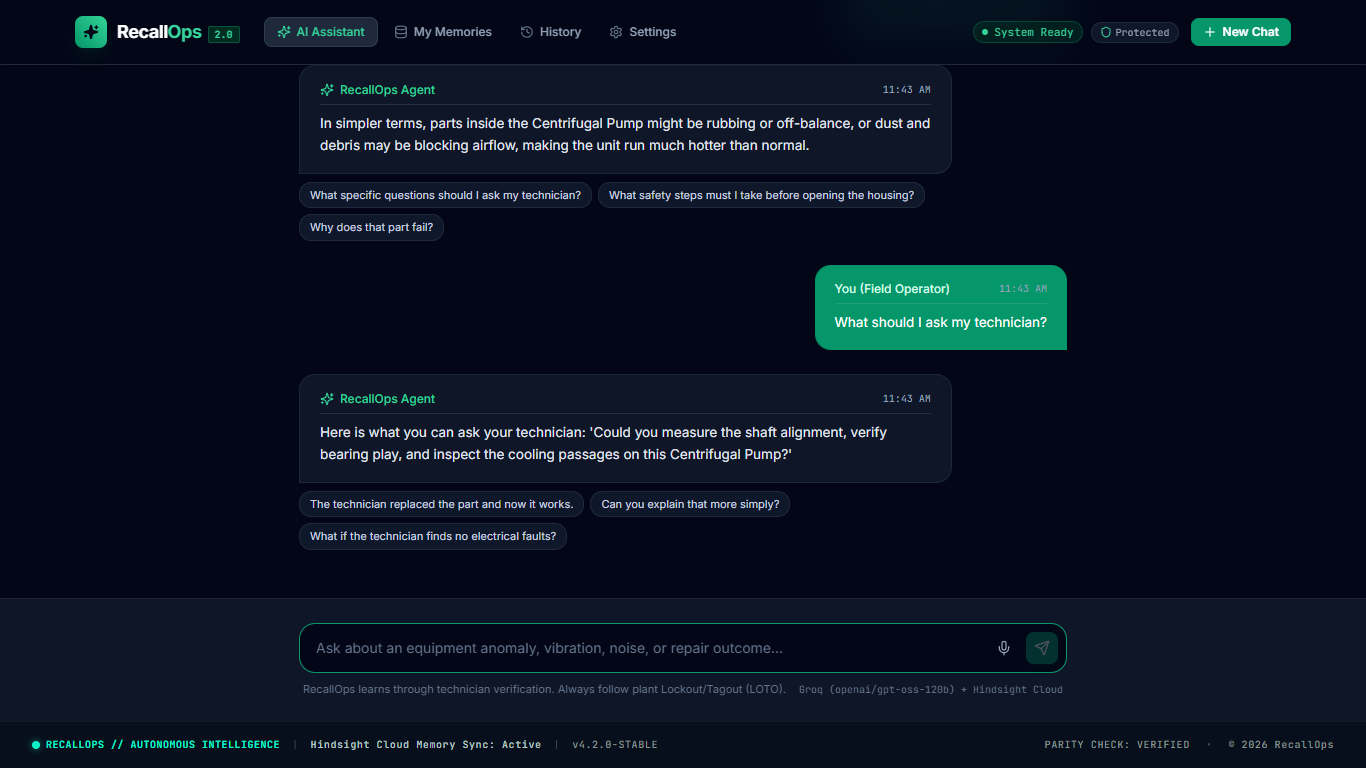 RecallOps 2.0 AI Assistant My Memories History Settings System Ready Protected New Chat
RecallOps Agent 11:43 AM
In simpler terms, parts inside the Centrifugal Pump might be rubbing or off-balance, or dust and
debris may be blocking airflow, making the unit run much hotter than normal.
What specific questions should I ask my technician? What safety steps must I take before opening the housing?
Why does that part fail?
You (Field Operator) 11:43 AM
What should I ask my technician?
RecallOps Agent 11:43 AM
Here is what you can ask your technician: 'Could you measure the shaft alignment, verify
bearing play, and inspect the cooling passages on this Centrifugal Pump?'
The technician replaced the part and now it works. Can you explain that more simply?
What if the technician finds no electrical faults?
Ask about an equipment anomaly, vibration, noise, or repair outcome...
RecallOps learns through technician verification. Always follow plant Lockout/Tagout (LOTO). Groq (openai/gpt-oss-120b) + Hindsight Cloud
RECALLOPS // AUTONOMOUS INTELLIGENCE | Hindsight Cloud Memory Sync: Active | v4.2.0-STABLE PARITY CHECK: VERIFIED · © 2026 RecallOps